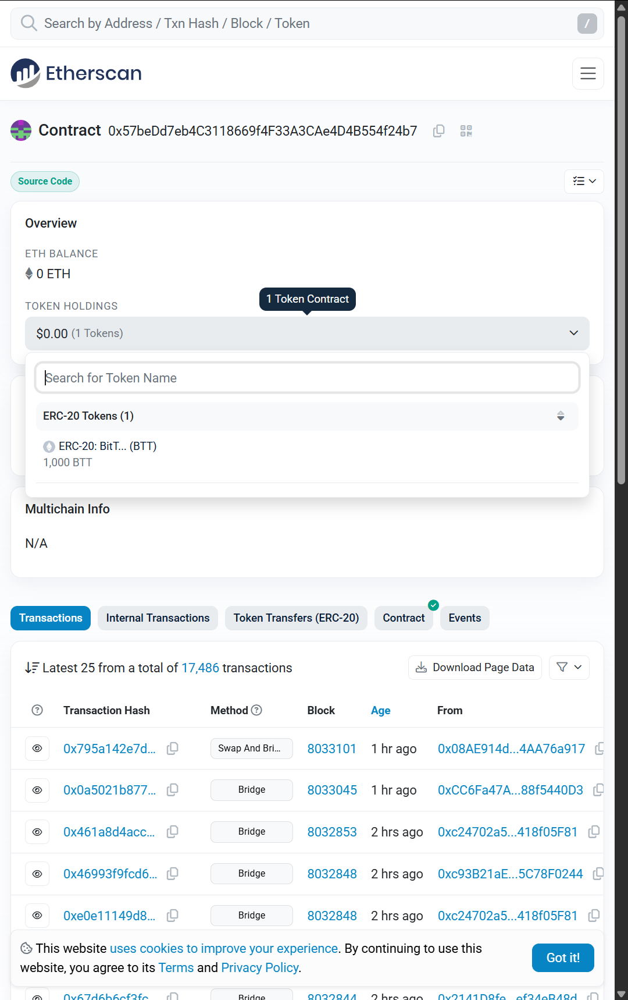 Search by Address / Txn Hash / Block / Token
/
Etherscan
Contract 0x57beDd7eb4C3118669f4F33A3CAe4D4B554f24b7
Source Code
Overview
ETH BALANCE
0 ETH
TOKEN HOLDINGS
1 Token Contract
$0.00 (1 Tokens)
Search for Token Name
ERC-20 Tokens (1)
ERC-20: BitT... (BTT)
1,000 BTT
Multichain Info
N/A
Transactions Internal Transactions Token Transfers (ERC-20) Contract Events
Latest 25 from a total of 17,486 transactions
Download Page Data
Transaction Hash Method Block Age From
0x795a142e7d... Swap And Bri... 8033101 1 hr ago 0x08AE914d...4AA76a917
0x0a5021b877... Bridge 8033045 1 hr ago 0xCC6Fa47A...88f5440D3
0x461a8d4acc... Bridge 8032853 2 hrs ago 0xc24702a5...418f05F81
0x46993f9fcd6... Bridge 8032848 2 hrs ago 0xc93B21aE...5C78F0244
0xe0e11149d8... Bridge 8032848 2 hrs ago 0xc24702a5...418f05F81
This website uses cookies to improve your experience. By continuing to use this
website, you agree to its Terms and Privacy Policy.
Got it!
0x67d6b6cf3fc... Bridge 8032844 2 hrs ago 0x2141D8fe...ef34eB48d